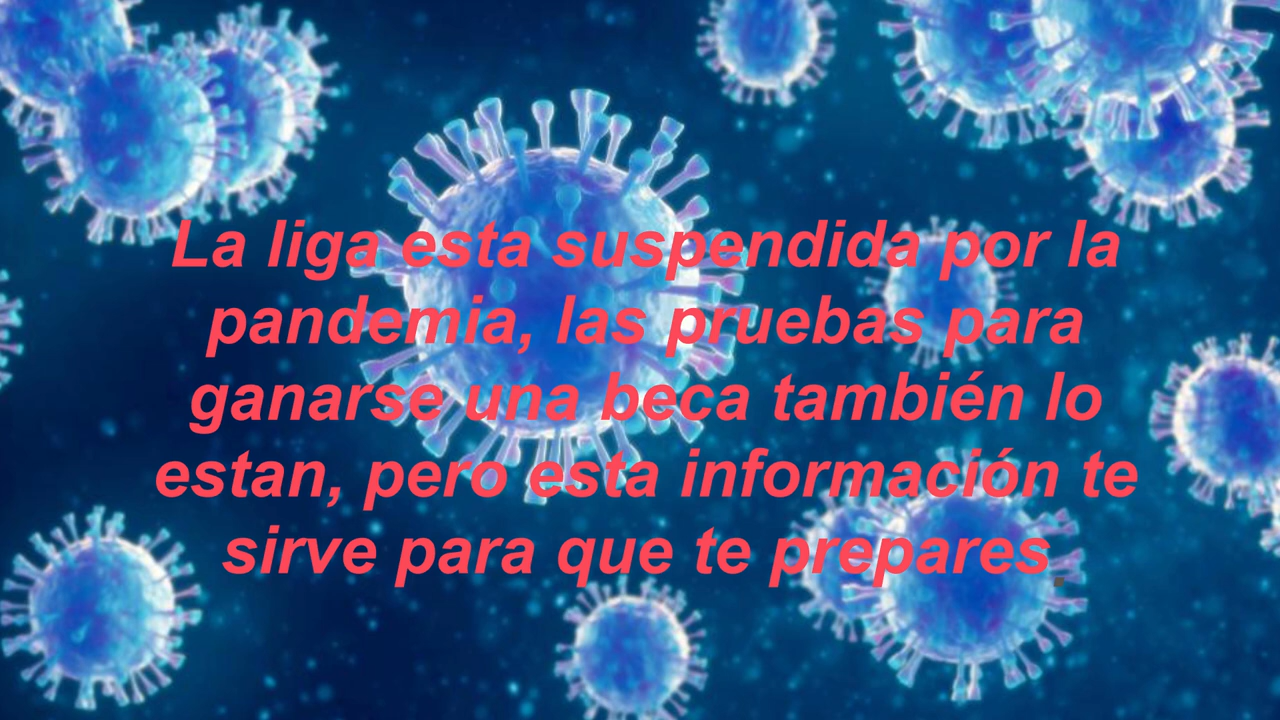 La liga esta suspendida por la
pandemia, las pruebas para
ganarse una beca también lo
estan, pero esta información te
sirve para que te prepares.